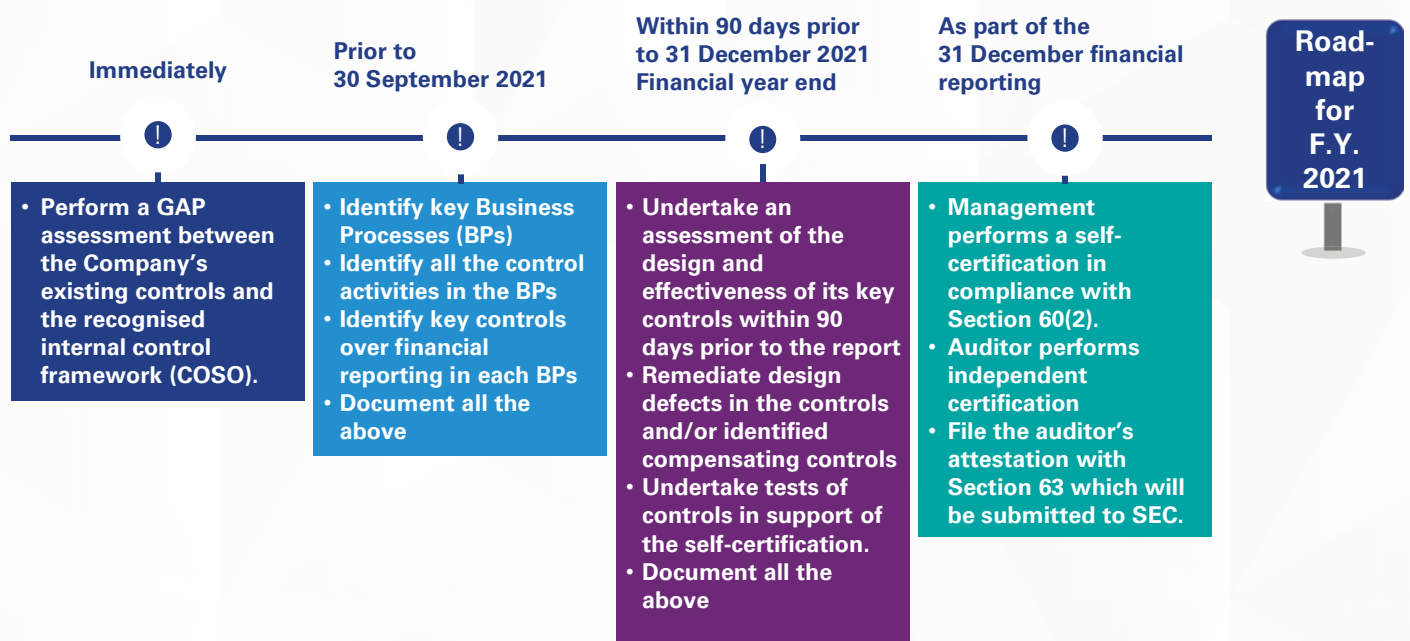 Immediately
• Perform a GAP
assessment between
the Company's
existing controls and
the recognised
internal control
framework (COSO).
Prior to
30 September 2021
• Identify key Business
Processes (BPs)
• Identify all the control
activities in the BPs
• Identify key controls
over financial
reporting in each BPs
• Document all the
above
Within 90 days prior
to 31 December 2021
Financial year end
• Undertake an
assessment of the
design and
effectiveness of its key
controls within 90
days prior to the report
• Remediate design
defects in the controls
and/or identified
compensating controls
• Undertake tests of
controls in support of
the self-certification.
• Document all the
above
As part of the
31 December financial
reporting
• Management
performs a self-
certification in
compliance with
Section 60(2).
• Auditor performs
independent
certification
• File the auditor's
attestation with
Section 63 which will
be submitted to SEC.
Road-
map
for
F.Y.
2021